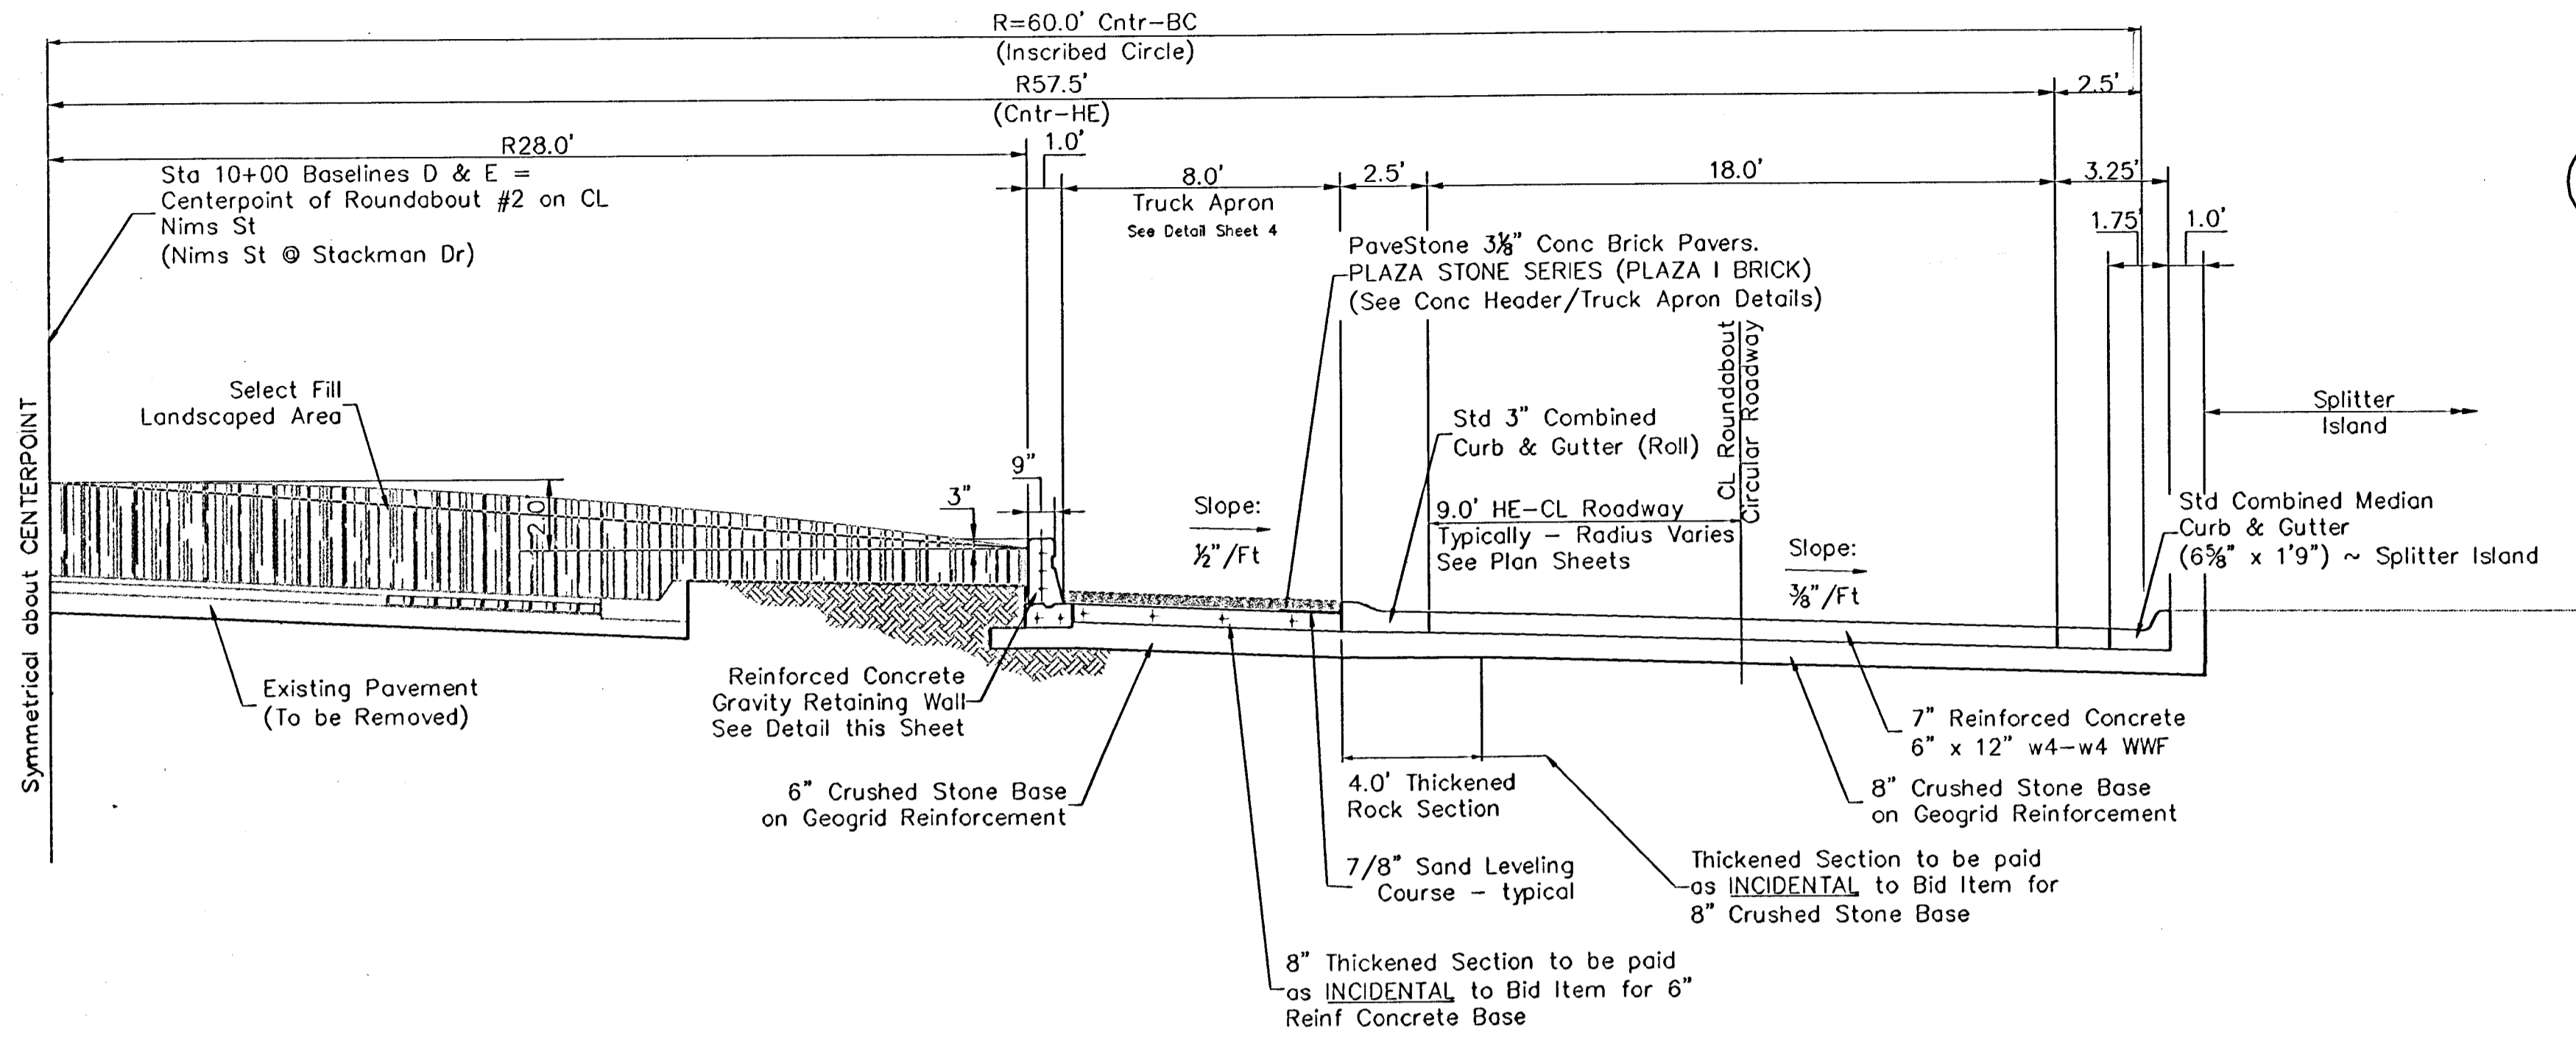 R=60.0' Cntr-BC
(Inscribed Circle)
R57.5'
(Cntr-HE)
2.5'
R28.0'
1.0'
8.0'
Truck Apron
See Detail Sheet 4
2.5'
18.0'
3.25'
1.75'
1.0'
Sta 10+00 Baselines D & E =
Centerpoint of Roundabout #2 on CL
Nims St
(Nims St @ Stackman Dr)
PaveStone 3⅛" Conc Brick Pavers.
PLAZA STONE SERIES (PLAZA I BRICK)
(See Conc Header/Truck Apron Details)
Symmetrical about CENTERPOINT
Select Fill
Landscaped Area
2.0'
3"
9"
Slope:
½"/Ft
Std 3" Combined
Curb & Gutter (Roll)
9.0' HE-CL Roadway
Typically - Radius Varies
See Plan Sheets
CL Roundabout
Circular Roadway
Slope:
⅜"/Ft
Splitter
Island
Std Combined Median
Curb & Gutter
(6⅝" x 1'9") ~ Splitter Island
Existing Pavement
(To be Removed)
Reinforced Concrete
Gravity Retaining Wall
See Detail this Sheet
6" Crushed Stone Base
on Geogrid Reinforcement
4.0' Thickened
Rock Section
7/8" Sand Leveling
Course - typical
8" Thickened Section to be paid
as INCIDENTAL to Bid Item for 6"
Reinf Concrete Base
Thickened Section to be paid
as INCIDENTAL to Bid Item for
8" Crushed Stone Base
7" Reinforced Concrete
6" x 12" w4-w4 WWF
8" Crushed Stone Base
on Geogrid Reinforcement